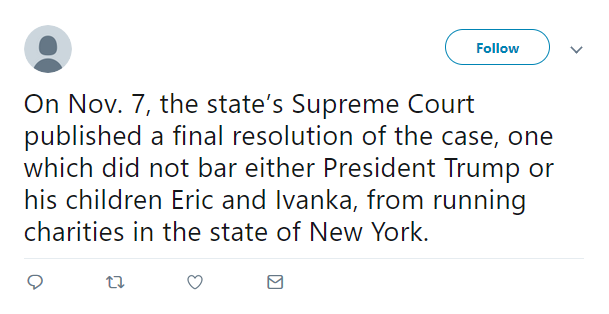 Follow
On Nov. 7, the state’s Supreme Court
published a final resolution of the case, one
which did not bar either President Trump or
his children Eric and Ivanka, from running
charities in the state of New York.